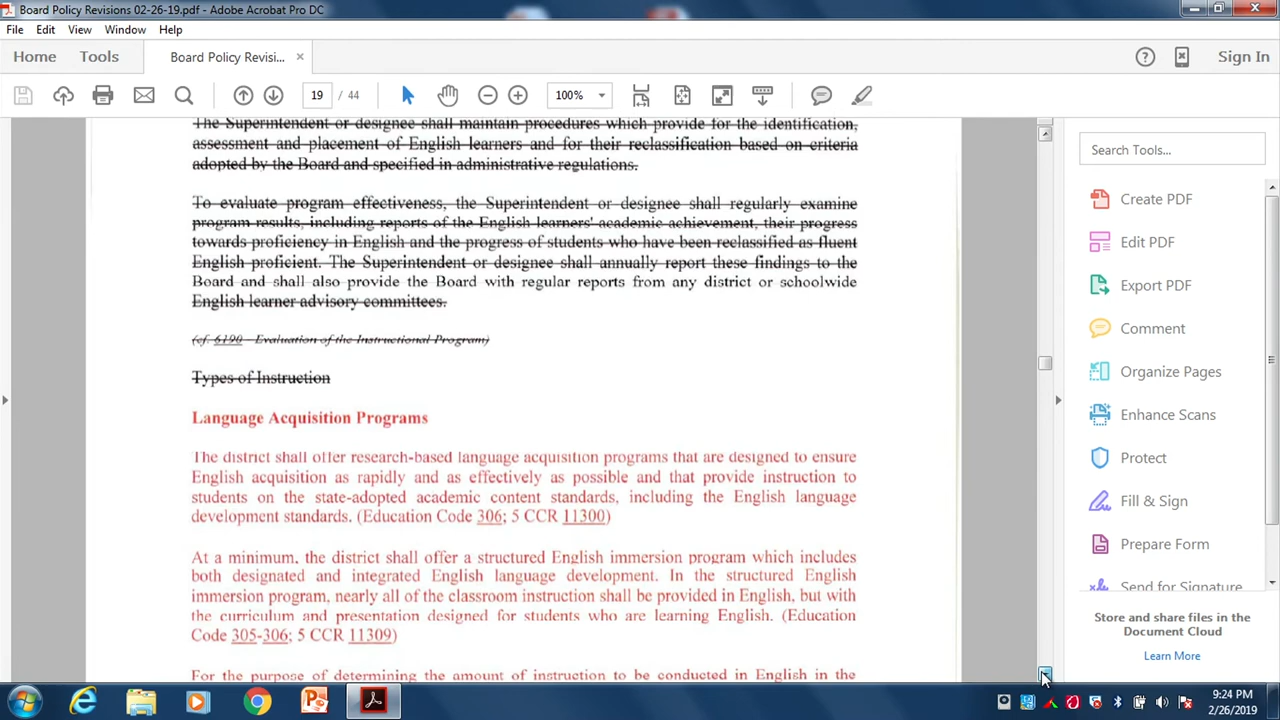 Board Policy Revisions 02-26-19.pdf - Adobe Acrobat Pro DC
File Edit View Window Help
Home Tools Board Policy Revisi... × Sign In
19 / 44 100%
The Superintendent or designee shall maintain procedures which provide for the identification,
assessment and placement of English learners and for their reclassification based on criteria
adopted by the Board and specified in administrative regulations.
To evaluate program effectiveness, the Superintendent or designee shall regularly examine
program results, including reports of the English learners' academic achievement, their progress
towards proficiency in English and the progress of students who have been reclassified as fluent
English proficient. The Superintendent or designee shall annually report these findings to the
Board and shall also provide the Board with regular reports from any district or schoolwide
English learner advisory committees.
(cf. 6190 - Evaluation of the Instructional Program)
Types of Instruction
Language Acquisition Programs
The district shall offer research-based language acquisition programs that are designed to ensure
English acquisition as rapidly and as effectively as possible and that provide instruction to
students on the state-adopted academic content standards, including the English language
development standards. (Education Code 306; 5 CCR 11300)
At a minimum, the district shall offer a structured English immersion program which includes
both designated and integrated English language development. In the structured English
immersion program, nearly all of the classroom instruction shall be provided in English, but with
the curriculum and presentation designed for students who are learning English. (Education
Code 305-306; 5 CCR 11309)
For the purpose of determining the amount of instruction to be conducted in English in the
Search Tools...
Create PDF
Edit PDF
Export PDF
Comment
Organize Pages
Enhance Scans
Protect
Fill & Sign
Prepare Form
Send for Signature
Store and share files in the
Document Cloud
Learn More
9:24 PM
2/26/2019